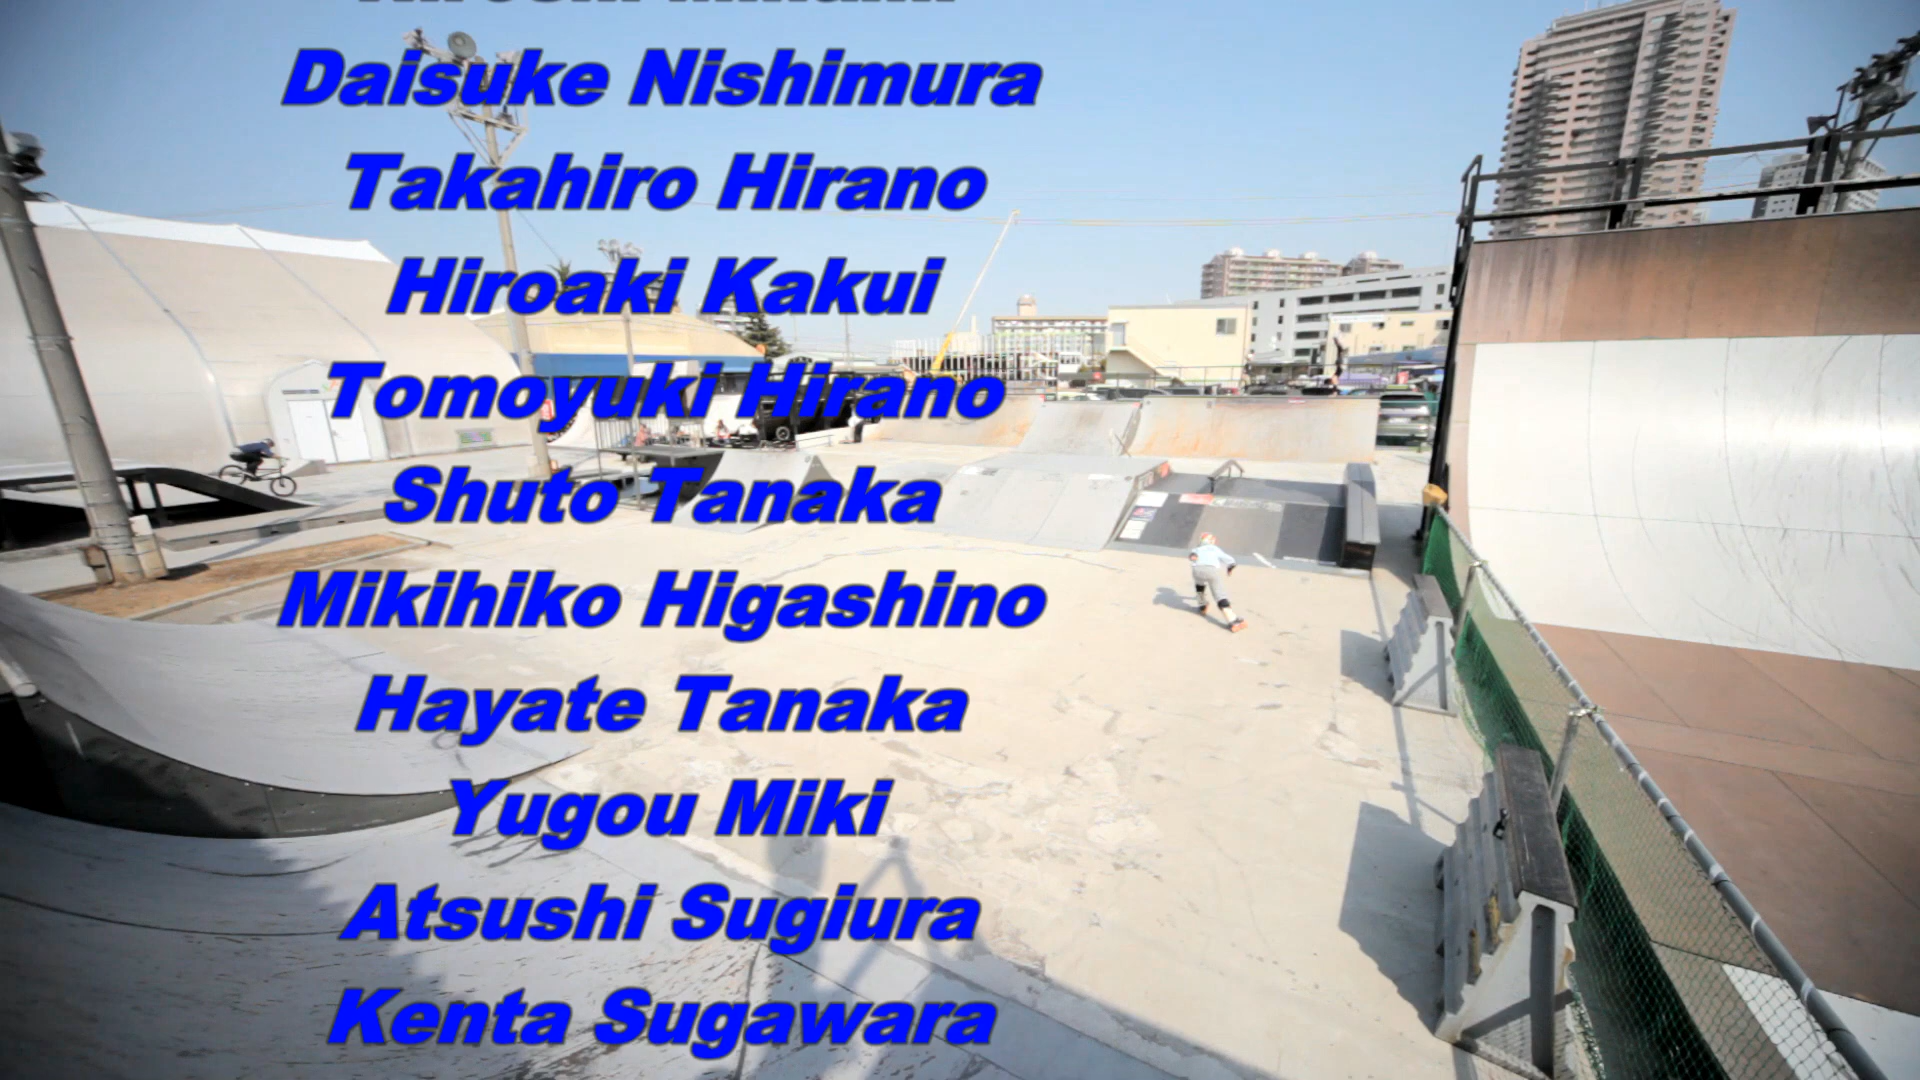 Daisuke Nishimura
Takahiro Hirano
Hiroaki Kakui
Tomoyuki Hirano
Shuto Tanaka
Mikihiko Higashino
Hayate Tanaka
Yugou Miki
Atsushi Sugiura
Kenta Sugawara